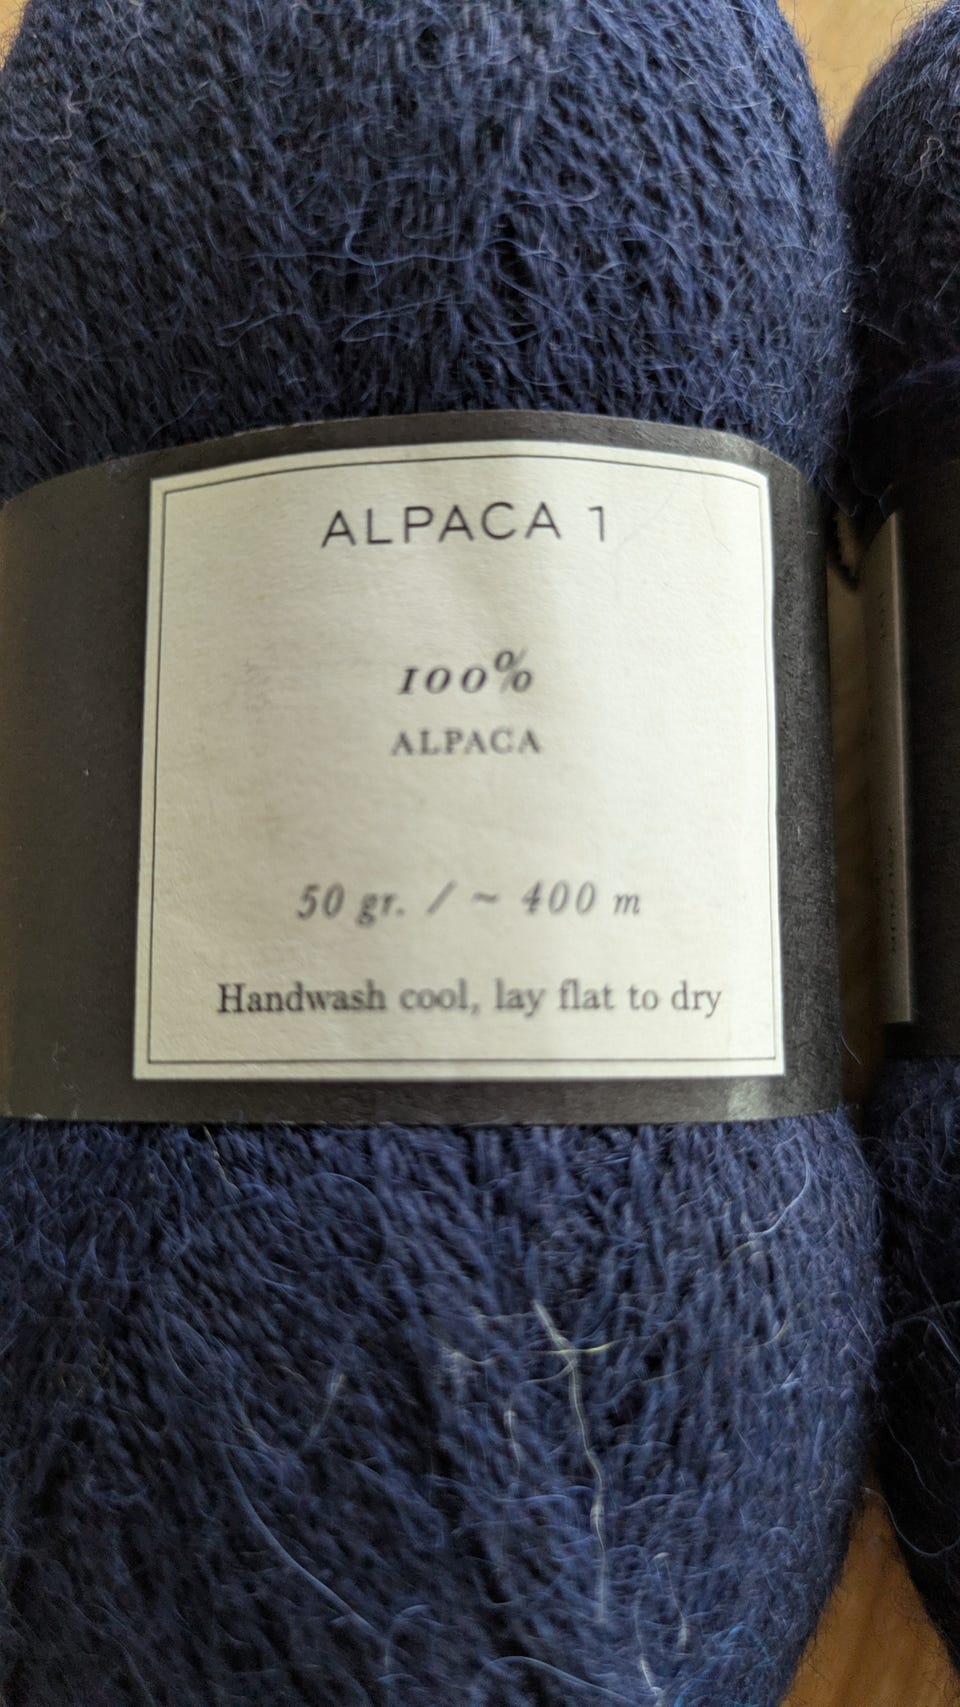 ALPACA 1
100%
ALPACA
50 gr. / ~ 400 m
Handwash cool, lay flat to dry